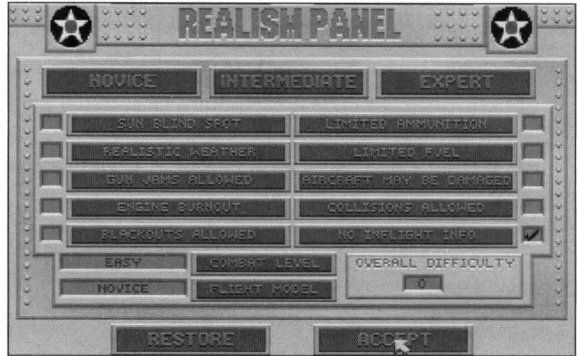 REALISM PANEL
NOVICE INTERMEDIATE EXPERT
SUN BLIND SPOT LIMITED AMMUNITION
REALISTIC WEATHER LIMITED FUEL
GUN JAMS ALLOWED AIRCRAFT MAY BE DAMAGED
ENGINE BURNOUT COLLISIONS ALLOWED
BLACKOUTS ALLOWED NO INFLIGHT INFO
EASY COMBAT LEVEL OVERALL DIFFICULTY
NOVICE FLIGHT MODEL 0
RESTORE ACCEPT